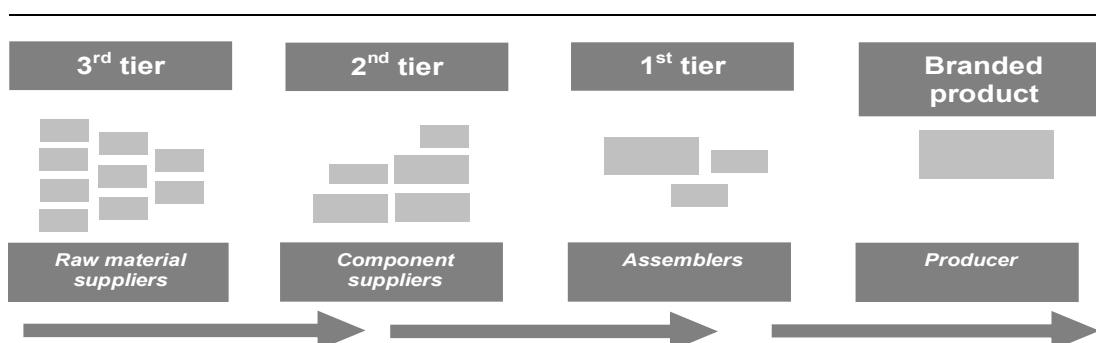 3rd tier
2nd tier
1st tier
Branded
product
Raw material
suppliers
Component
suppliers
Assemblers
Producer